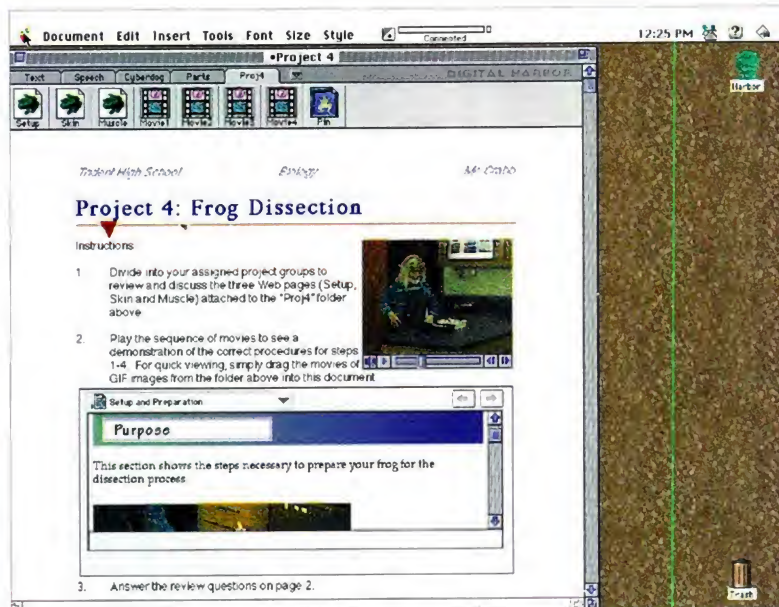 Document Edit Insert Tools Font Size Style Connected 12:25 PM
•Project 4
Text Speech Cyberdog Parts Proj4 DIGITAL HARBOR
Harbor
Setup Skin Muscle Movie1 Movie2 Movie3 Movie4 Pin
Trident High School Biology Mr. Crabo
Project 4: Frog Dissection
Instructions
1 Divide into your assigned project groups to
review and discuss the three Web pages (Setup,
Skin and Muscle) attached to the "Proj4" folder
above
2. Play the sequence of movies to see a
demonstration of the correct procedures for steps
1-4. For quick viewing, simply drag the movies of
GIF images from the folder above into this document
Setup and Preparation
Purpose
This section shows the steps necessary to prepare your frog for the
dissection process
3. Answer the review questions on page 2.
Trash